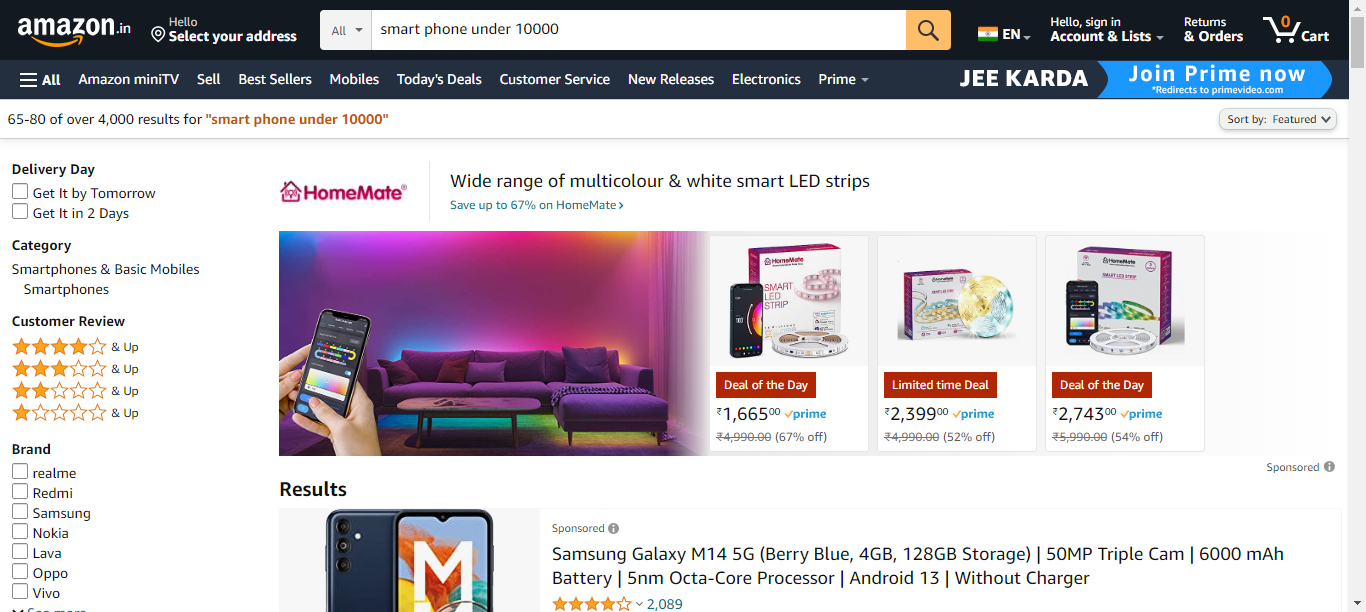 amazon.in
Hello
Select your address
All
smart phone under 10000
EN
Hello, sign in
Account & Lists
Returns
& Orders
0
Cart
All
Amazon miniTV
Sell
Best Sellers
Mobiles
Today's Deals
Customer Service
New Releases
Electronics
Prime
JEE KARDA
Join Prime now
*Redirects to primevideo.com
65-80 of over 4,000 results for "smart phone under 10000"
Sort by: Featured
Delivery Day
Get It by Tomorrow
Get It in 2 Days
Category
Smartphones & Basic Mobiles
Smartphones
Customer Review
& Up
& Up
& Up
& Up
Brand
realme
Redmi
Samsung
Nokia
Lava
Oppo
Vivo
See more
HomeMate®
Wide range of multicolour & white smart LED strips
Save up to 67% on HomeMate ›
HomeMate
SMART
LED
STRIP
Deal of the Day
₹1,66500 prime
₹4,990.00 (67% off)
HomeMate
Limited time Deal
₹2,39900 prime
₹4,990.00 (52% off)
HomeMate
SMART LED STRIP
Deal of the Day
₹2,74300 prime
₹5,990.00 (54% off)
Sponsored
Results
M
Sponsored
Samsung Galaxy M14 5G (Berry Blue, 4GB, 128GB Storage) | 50MP Triple Cam | 6000 mAh
Battery | 5nm Octa-Core Processor | Android 13 | Without Charger
2,089